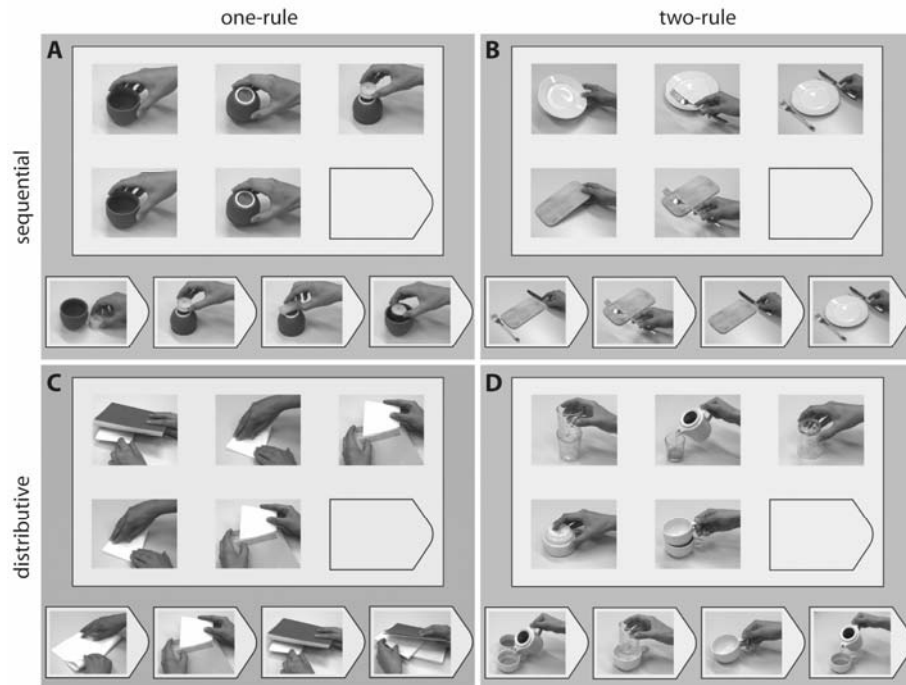 one-rule
two-rule
A
B
sequential
C
D
distributive